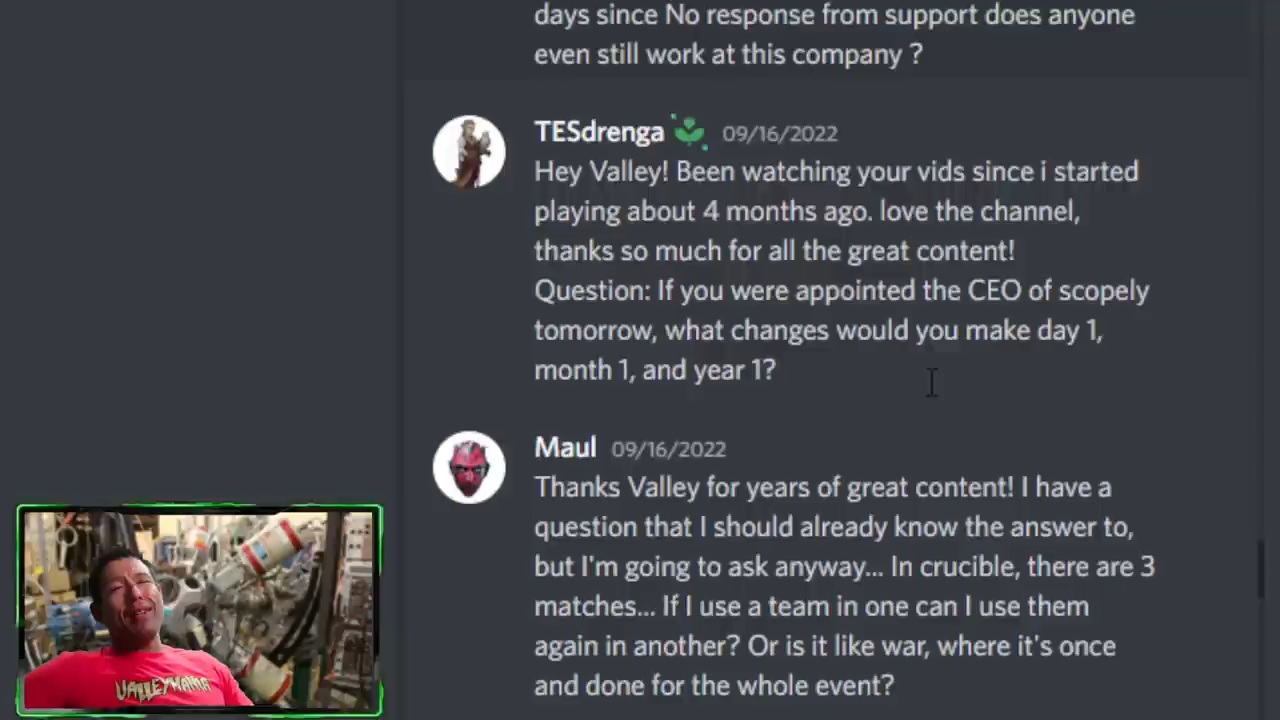 days since No response from support does anyone
even still work at this company ?
TESdrenga 09/16/2022
Hey Valley! Been watching your vids since i started
playing about 4 months ago. love the channel,
thanks so much for all the great content!
Question: If you were appointed the CEO of scopely
tomorrow, what changes would you make day 1,
month 1, and year 1?
Maul 09/16/2022
Thanks Valley for years of great content! I have a
question that I should already know the answer to,
but I'm going to ask anyway... In crucible, there are 3
matches... If I use a team in one can I use them
again in another? Or is it like war, where it's once
and done for the whole event?
VALLEYMANIA